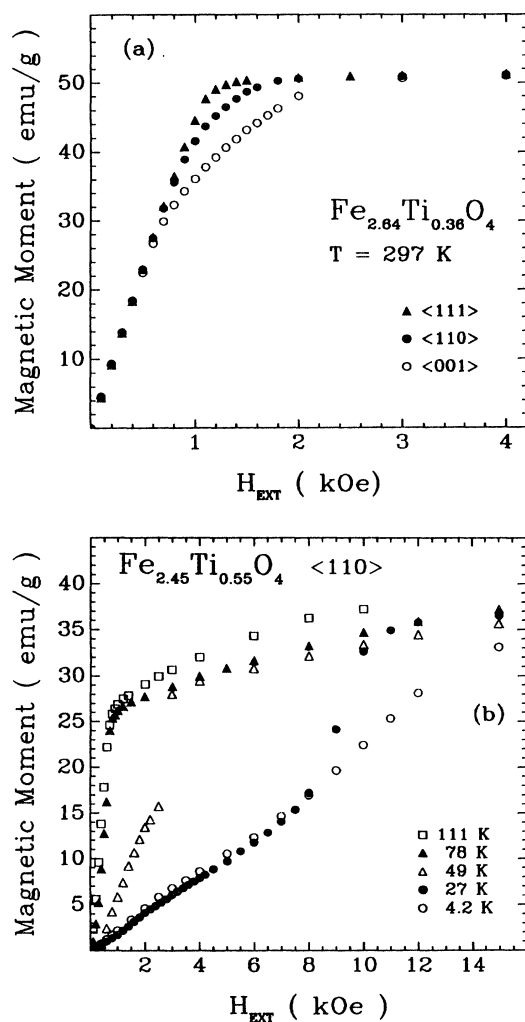 (a)
Magnetic Moment ( emu/g )
50
40
30
20
10
Fe2.64Ti0.36O4
T = 297 K
<111>
<110>
<001>
1 2 3 4
HEXT ( kOe)
Fe2.45Ti0.55O4 <110>
(b)
Magnetic Moment ( emu/g )
40
35
30
25
20
15
10
5
111 K
78 K
49 K
27 K
4.2 K
2 4 6 8 10 12 14
HEXT ( kOe )